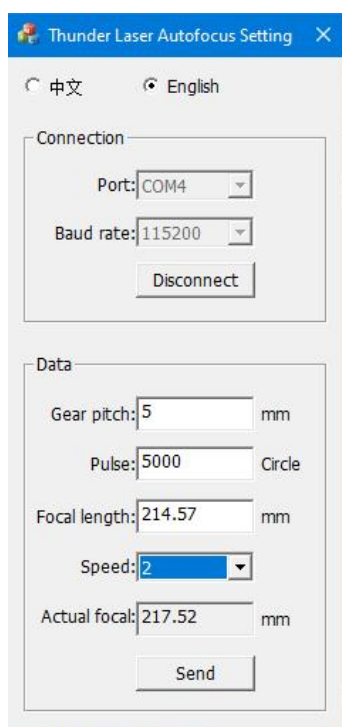 Thunder Laser Autofocus Setting
中文 English
Connection
Port: COM4
Baud rate: 115200
Disconnect
Data
Gear pitch: 5 mm
Pulse: 5000 Circle
Focal length: 214.57 mm
Speed: 2
Actual focal: 217.52 mm
Send